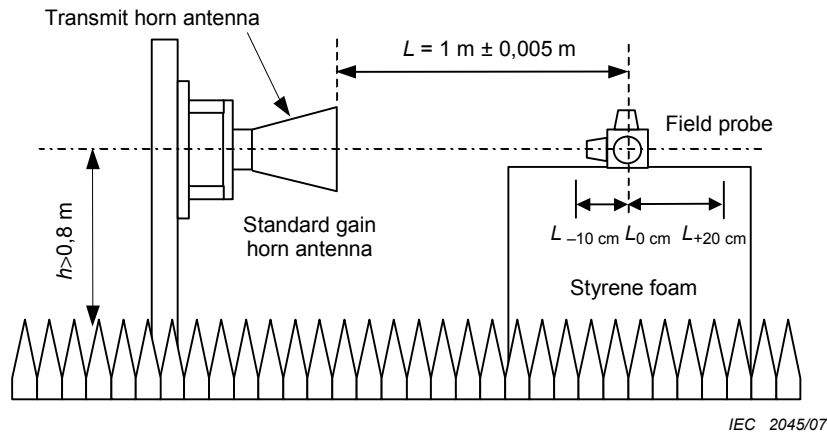 Transmit horn antenna
L = 1 m ± 0,005 m
Field probe
h>0,8 m
Standard gain
horn antenna
L –10 cm L0 cm L+20 cm
Styrene foam
IEC 2045/07